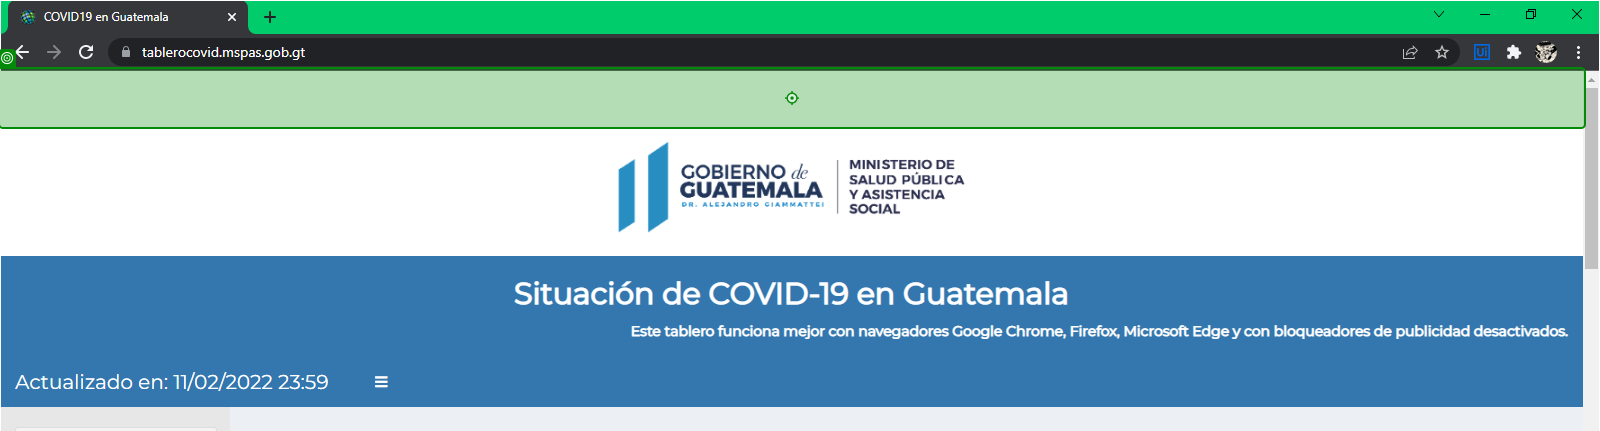 COVID19 en Guatemala
tablerocovid.mspas.gob.gt
Ui
GOBIERNO de
GUATEMALA
DR. ALEJANDRO GIAMMATTEI
MINISTERIO DE
SALUD PÚBLICA
Y ASISTENCIA
SOCIAL
Situación de COVID-19 en Guatemala
Este tablero funciona mejor con navegadores Google Chrome, Firefox, Microsoft Edge y con bloqueadores de publicidad desactivados.
Actualizado en: 11/02/2022 23:59